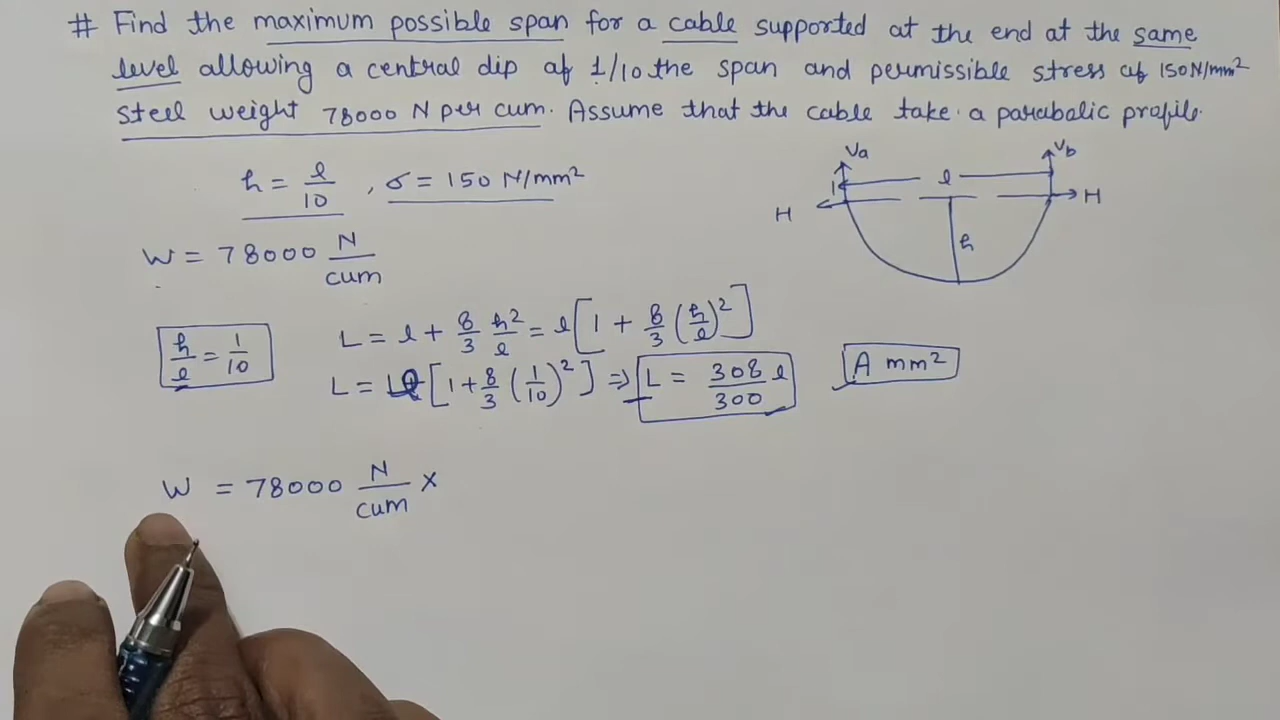 # Find the maximum possible span for a cable supported at the end at the same
level allowing a central dip of 1/10 the span and permissible stress of 150N/mm²
steel weight 78000 N per cum. Assume that the cable take a parabolic profile.
h = l/10 , σ = 150 N/mm²
Va
Vb
l
H
H
h
W = 78000 N/cum
h/l = 1/10
L = l + 8/3 h²/l = l[1 + 8/3 (h/l)²]
L = l[1 + 8/3 (1/10)²] ⇒ L = 308/300 l
A mm²
W = 78000 N/cum ×